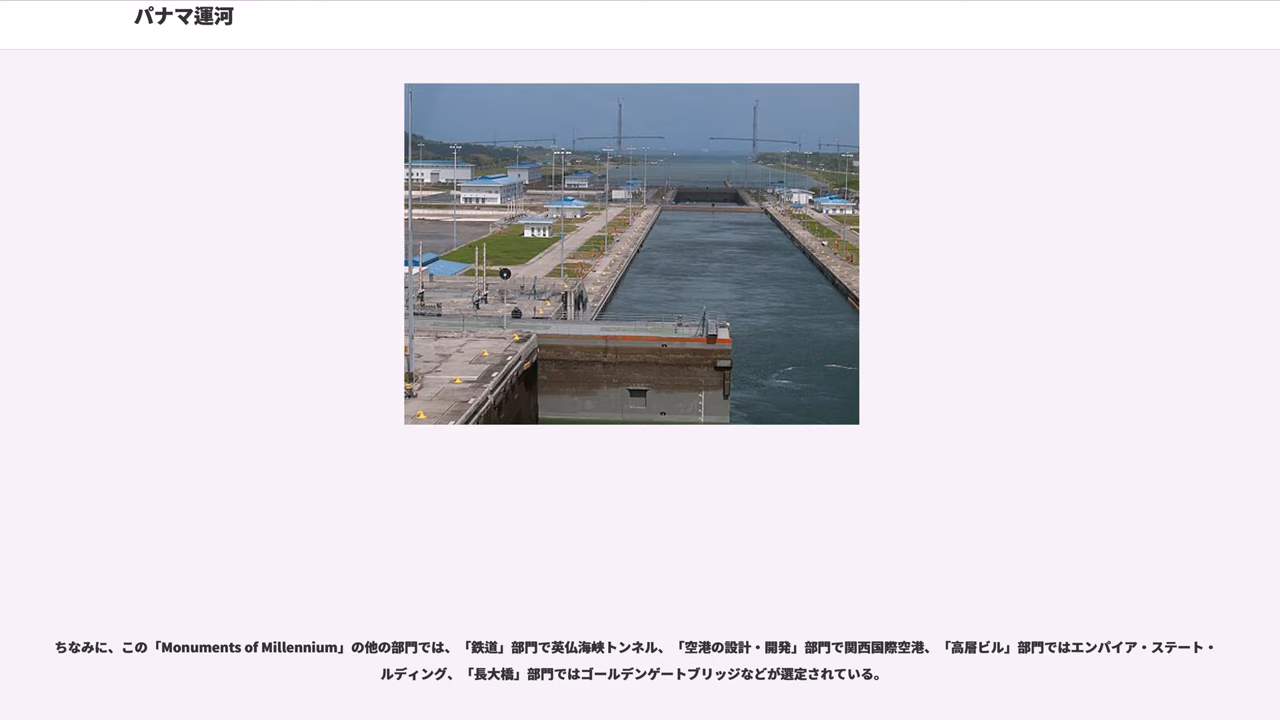 パナマ運河
ちなみに、この「Monuments of Millennium」の他の部門では、「鉄道」部門で英仏海峡トンネル、「空港の設計・開発」部門で関西国際空港、「高層ビル」部門ではエンパイア・ステート・
ルディング、「長大橋」部門ではゴールデンゲートブリッジなどが選定されている。